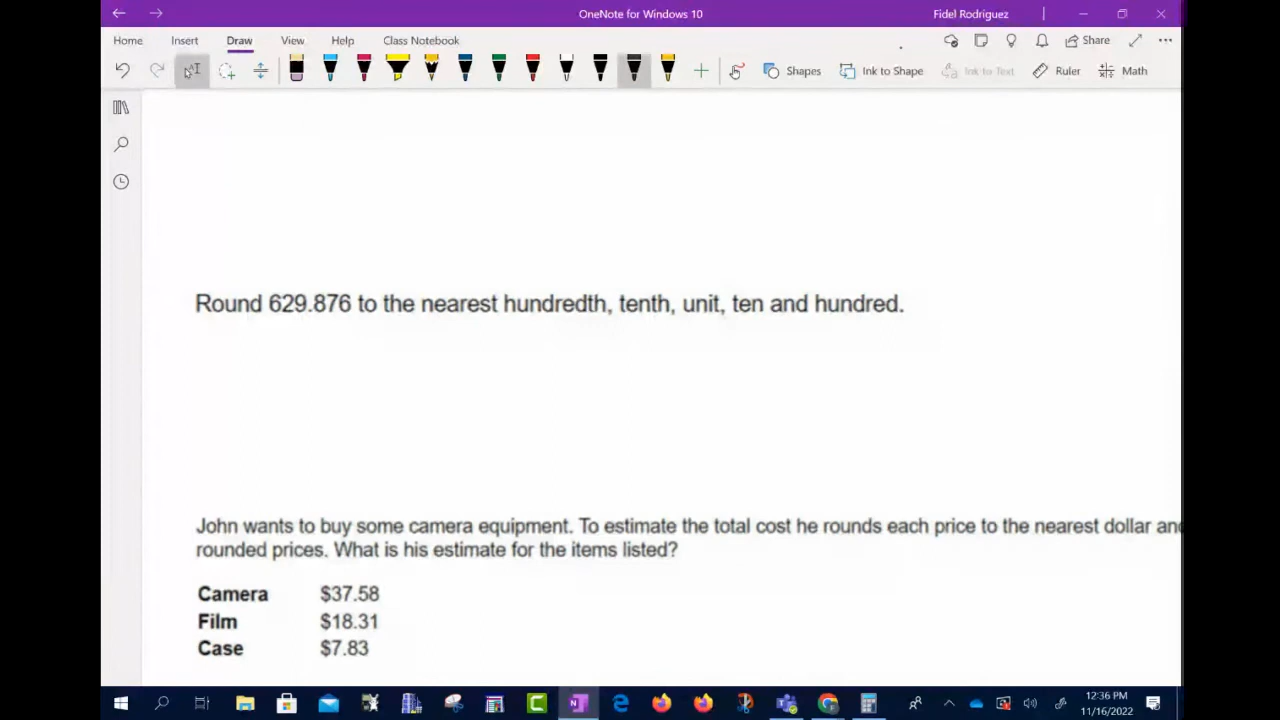 OneNote for Windows 10
Fidel Rodriguez
Home Insert Draw View Help Class Notebook Share
Shapes Ink to Shape Ink to Text Ruler Math
Round 629.876 to the nearest hundredth, tenth, unit, ten and hundred.
John wants to buy some camera equipment. To estimate the total cost he rounds each price to the nearest dollar and
rounded prices. What is his estimate for the items listed?
Camera $37.58
Film $18.31
Case $7.83
12:36 PM
11/16/2022